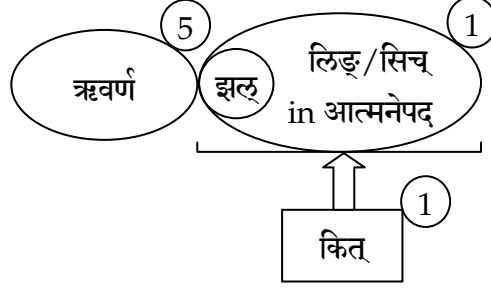 5
1
ऋवर्ण
झल्
लिङ्/सिच्
in आत्मनेपद
1
कित्